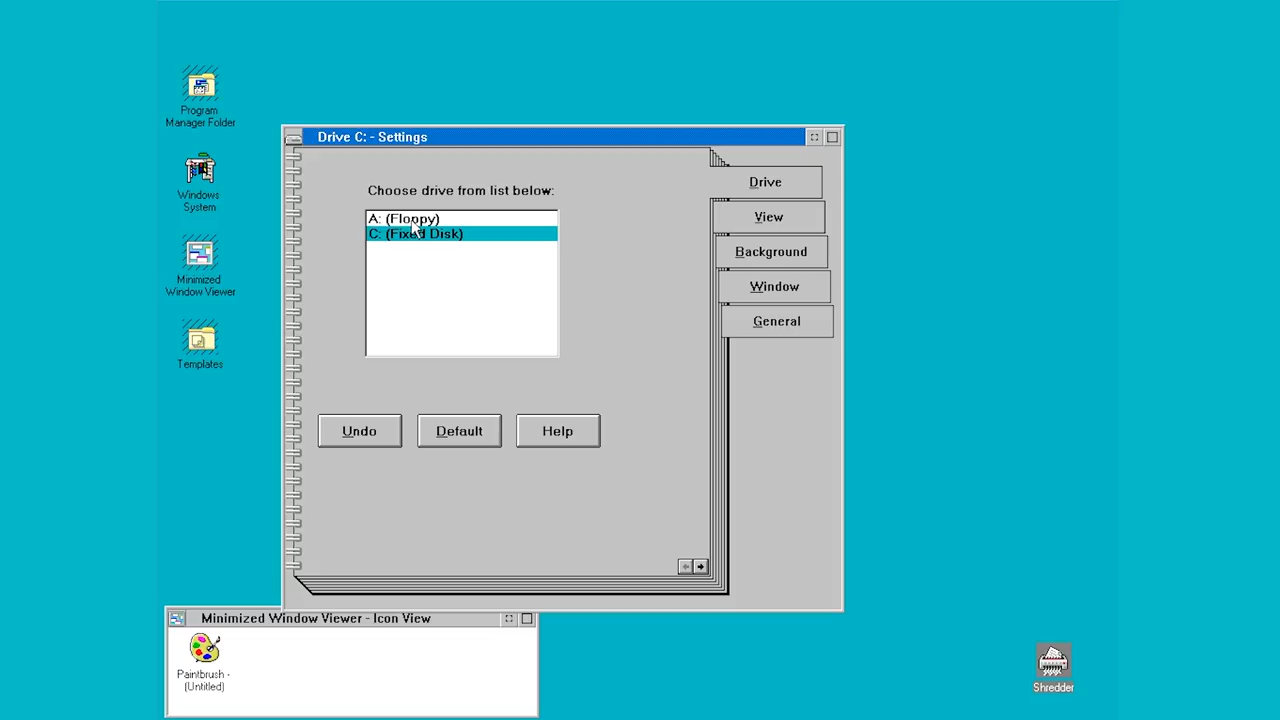 Program
Manager Folder
Windows
System
Minimized
Window Viewer
Templates
Drive C: - Settings
Choose drive from list below:
A: (Floppy)
C: (Fixed Disk)
Undo
Default
Help
Drive
View
Background
Window
General
Minimized Window Viewer - Icon View
Paintbrush -
(Untitled)
Shredder